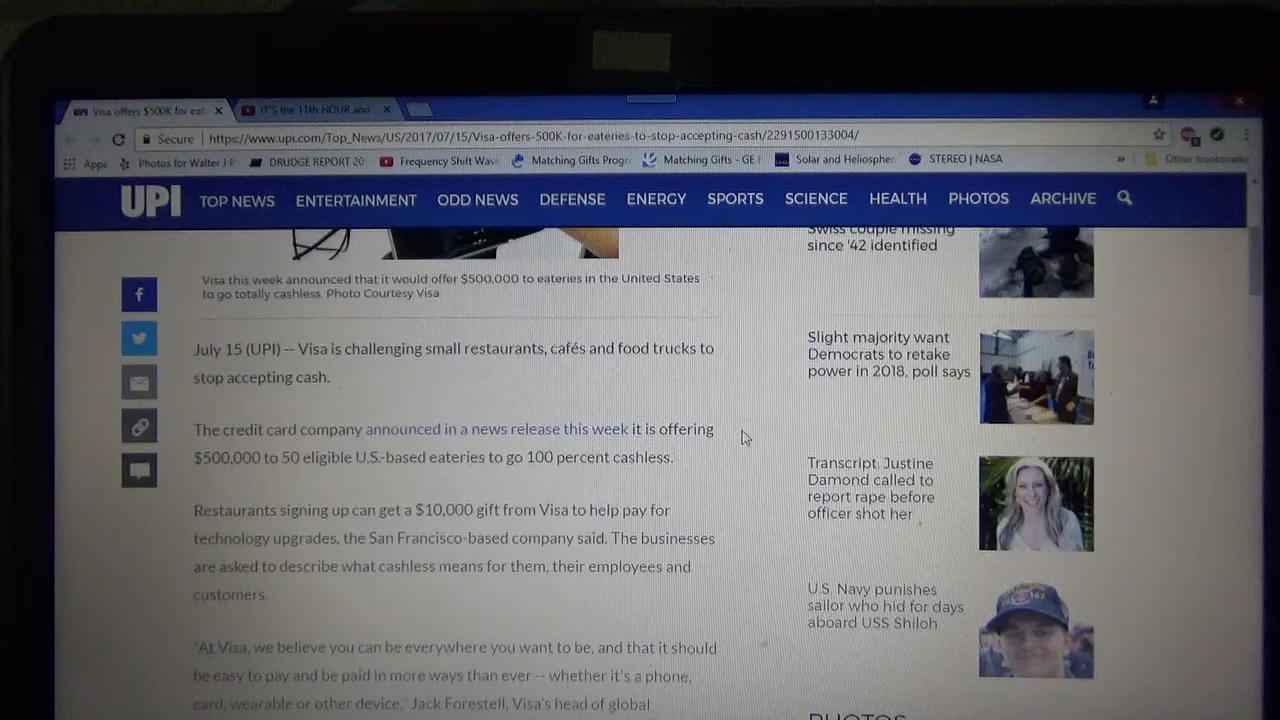 UPI Visa offers $500K for eat
IT'S the 11th HOUR and
Secure https://www.upi.com/Top_News/US/2017/07/15/Visa-offers-500K-for-eateries-to-stop-accepting-cash/2291500133004/
Apps Photos for Walter J P DRUDGE REPORT 20 Frequency Shift Wave Matching Gifts Progr Matching Gifts - GE F Solar and Heliospher STEREO | NASA » Other bookmarks
UPI TOP NEWS ENTERTAINMENT ODD NEWS DEFENSE ENERGY SPORTS SCIENCE HEALTH PHOTOS ARCHIVE
Visa this week announced that it would offer $500,000 to eateries in the United States
to go totally cashless. Photo Courtesy Visa
July 15 (UPI) -- Visa is challenging small restaurants, cafés and food trucks to
stop accepting cash.
The credit card company announced in a news release this week it is offering
$500,000 to 50 eligible U.S.-based eateries to go 100 percent cashless.
Restaurants signing up can get a $10,000 gift from Visa to help pay for
technology upgrades, the San Francisco-based company said. The businesses
are asked to describe what cashless means for them, their employees and
customers.
"At Visa, we believe you can be everywhere you want to be, and that it should
be easy to pay and be paid in more ways than ever -- whether it's a phone,
card, wearable or other device," Jack Forestell, Visa's head of global
Swiss couple missing
since '42 identified
Slight majority want
Democrats to retake
power in 2018, poll says
Transcript: Justine
Damond called to
report rape before
officer shot her
U.S. Navy punishes
sailor who hid for days
aboard USS Shiloh
PHOTOS